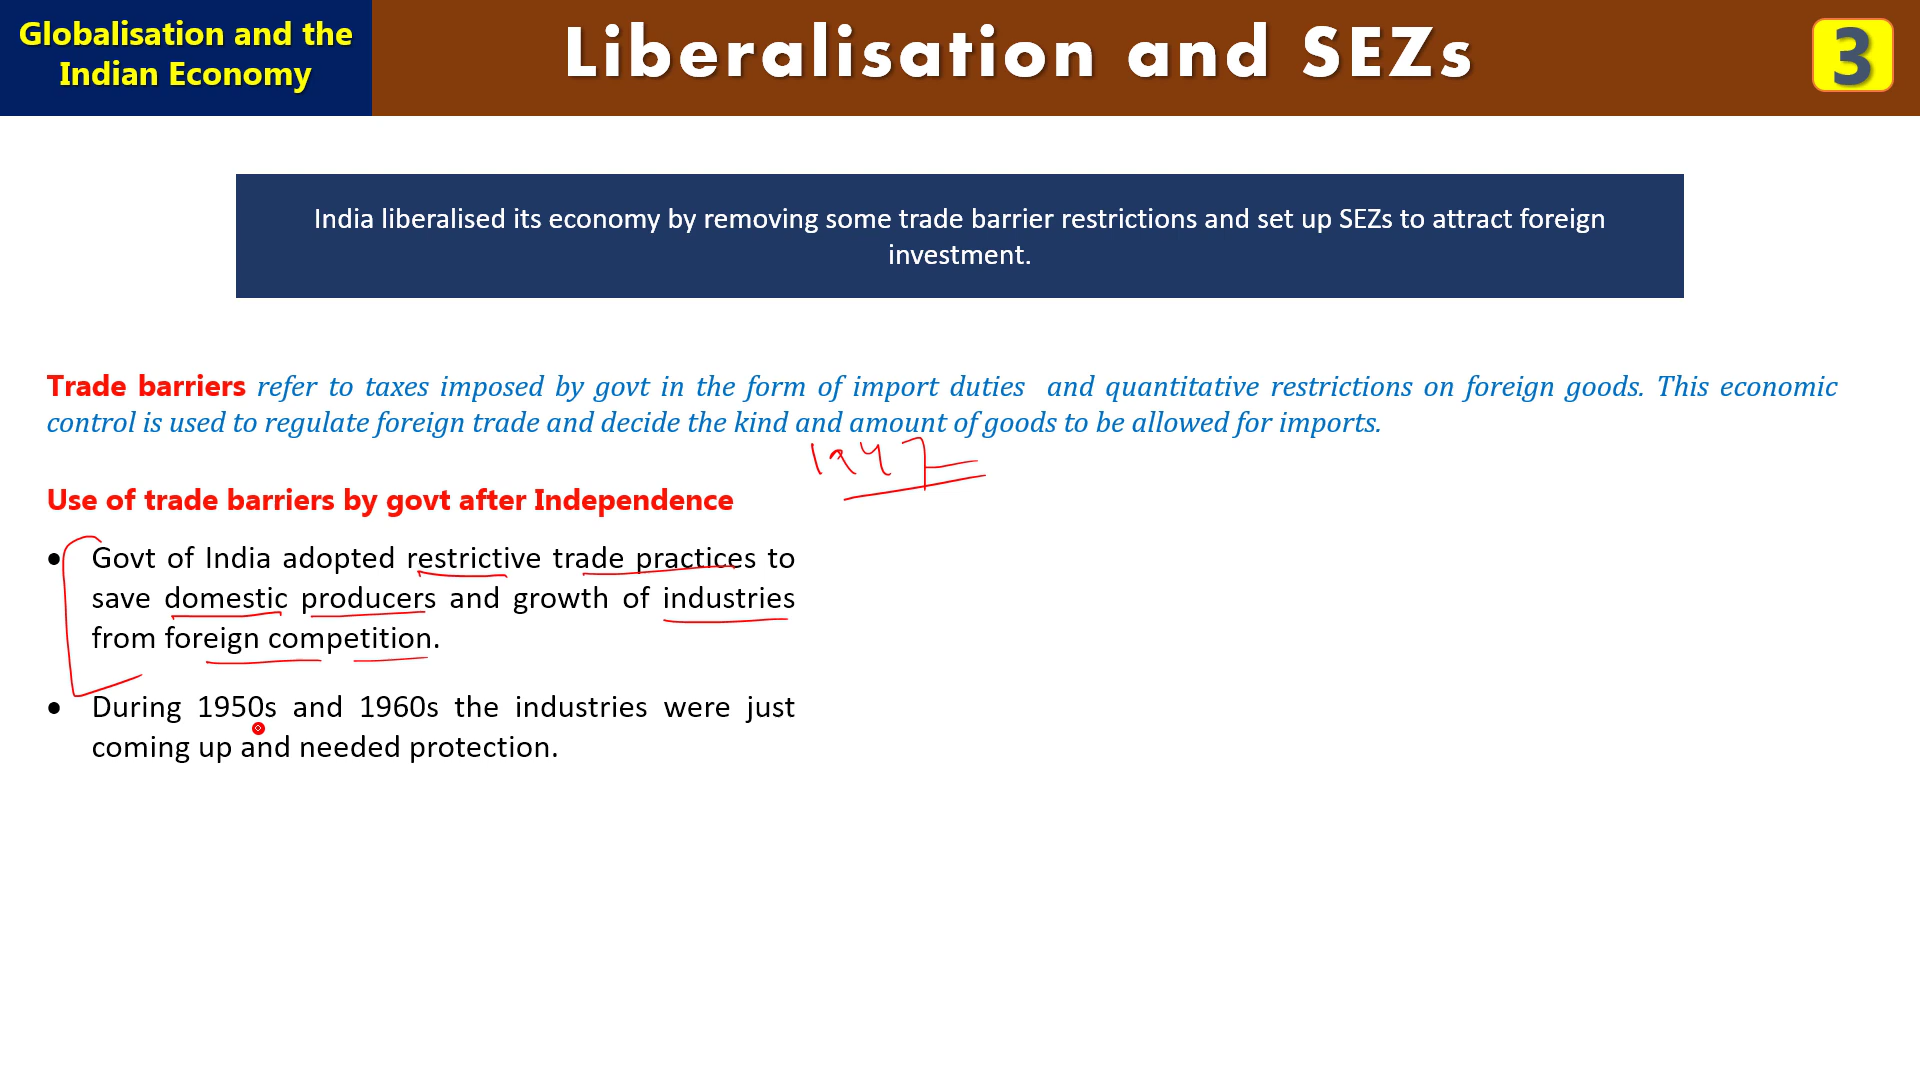 Globalisation and the
Indian Economy
Liberalisation and SEZs
3
India liberalised its economy by removing some trade barrier restrictions and set up SEZs to attract foreign
investment.
Trade barriers refer to taxes imposed by govt in the form of import duties and quantitative restrictions on foreign goods. This economic
control is used to regulate foreign trade and decide the kind and amount of goods to be allowed for imports.
1947
Use of trade barriers by govt after Independence
• Govt of India adopted restrictive trade practices to
save domestic producers and growth of industries
from foreign competition.
• During 1950s and 1960s the industries were just
coming up and needed protection.